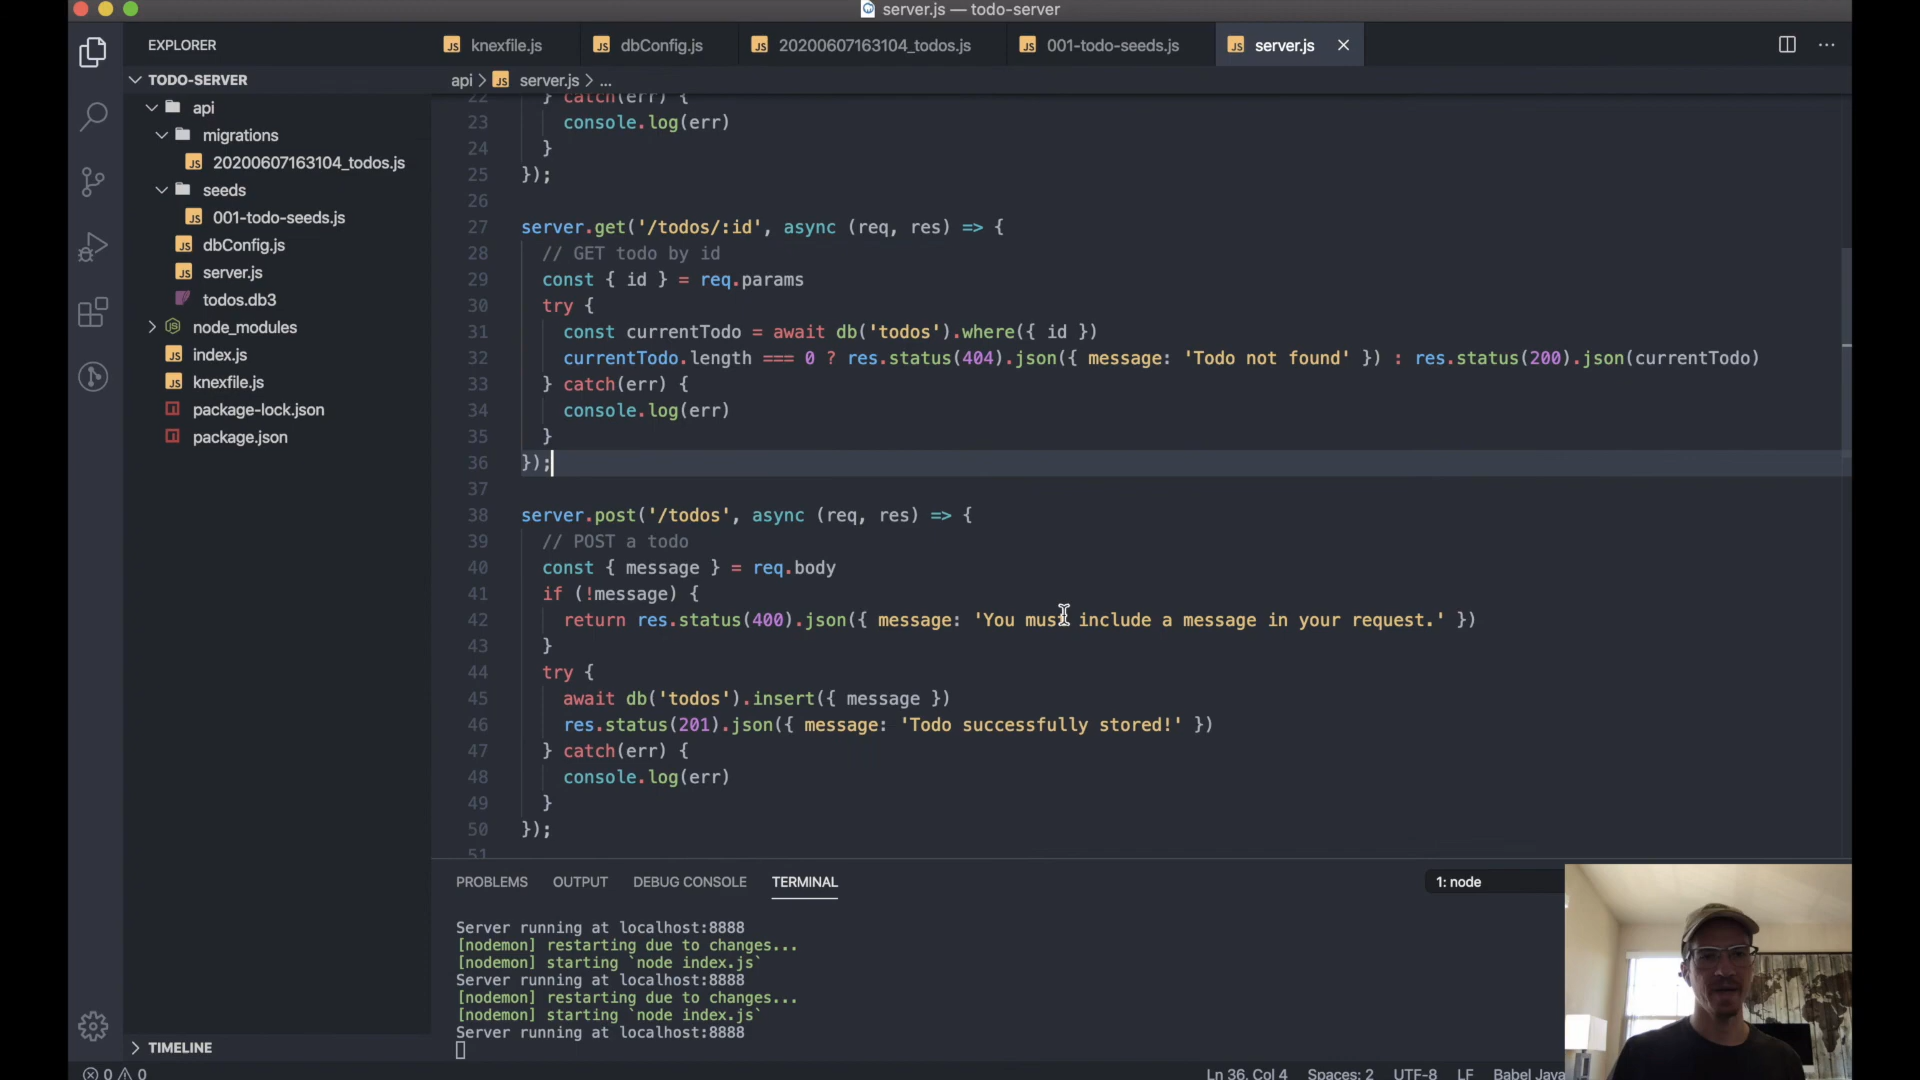 server.js — todo-server
EXPLORER
knexfile.js
dbConfig.js
20200607163104_todos.js
001-todo-seeds.js
server.js
TODO-SERVER
api > server.js > ...
api
migrations
20200607163104_todos.js
seeds
001-todo-seeds.js
dbConfig.js
server.js
todos.db3
node_modules
index.js
knexfile.js
package-lock.json
package.json
TIMELINE
22 } catch(err) {
23 console.log(err)
24 }
25 });
26
27 server.get('/todos/:id', async (req, res) => {
28 // GET todo by id
29 const { id } = req.params
30 try {
31 const currentTodo = await db('todos').where({ id })
32 currentTodo.length === 0 ? res.status(404).json({ message: 'Todo not found' }) : res.status(200).json(currentTodo)
33 } catch(err) {
34 console.log(err)
35 }
36 });
37
38 server.post('/todos', async (req, res) => {
39 // POST a todo
40 const { message } = req.body
41 if (!message) {
42 return res.status(400).json({ message: 'You must include a message in your request.' })
43 }
44 try {
45 await db('todos').insert({ message })
46 res.status(201).json({ message: 'Todo successfully stored!' })
47 } catch(err) {
48 console.log(err)
49 }
50 });
51
PROBLEMS OUTPUT DEBUG CONSOLE TERMINAL
1: node
Server running at localhost:8888
[nodemon] restarting due to changes...
[nodemon] starting `node index.js`
Server running at localhost:8888
[nodemon] restarting due to changes...
[nodemon] starting `node index.js`
Server running at localhost:8888
0 0
Ln 36, Col 4 Spaces: 2 UTF-8 LF Babel Java